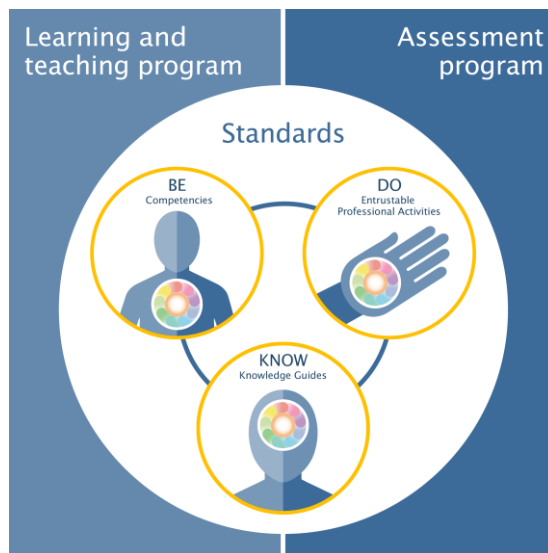 Learning and
teaching program
Assessment
program
Standards
BE
Competencies
DO
Entrustable
Professional Activities
KNOW
Knowledge Guides